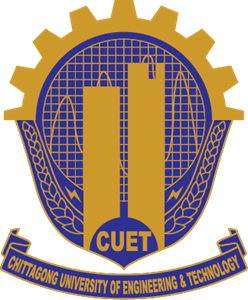 CUET
CHITTAGONG UNIVERSITY OF ENGINEERING & TECHNOLOGY